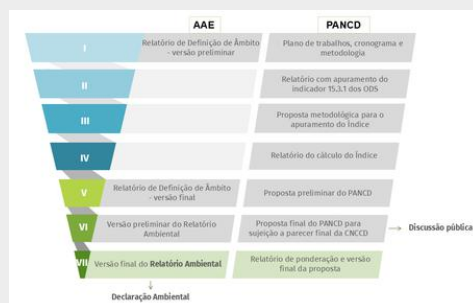 AAE
PANCD
I
Relatório de Definição de Âmbito
- versão preliminar
Plano de trabalhos, cronograma e
metodologia
II
Relatório com apuramento do
indicador 15.3.1 dos ODS
III
Proposta metodológica para o
apuramento do Índice
IV
Relatório do cálculo do Índice
V
Relatório de Definição de Âmbito
- versão final
Proposta preliminar do PANCD
VI
Versão preliminar do Relatório
Ambiental
Proposta final do PANCD para
sujeição a parecer final da CNCCD
Discussão pública
VII
Versão final do Relatório Ambiental
Relatório de ponderação e versão
final da proposta
Declaração Ambiental